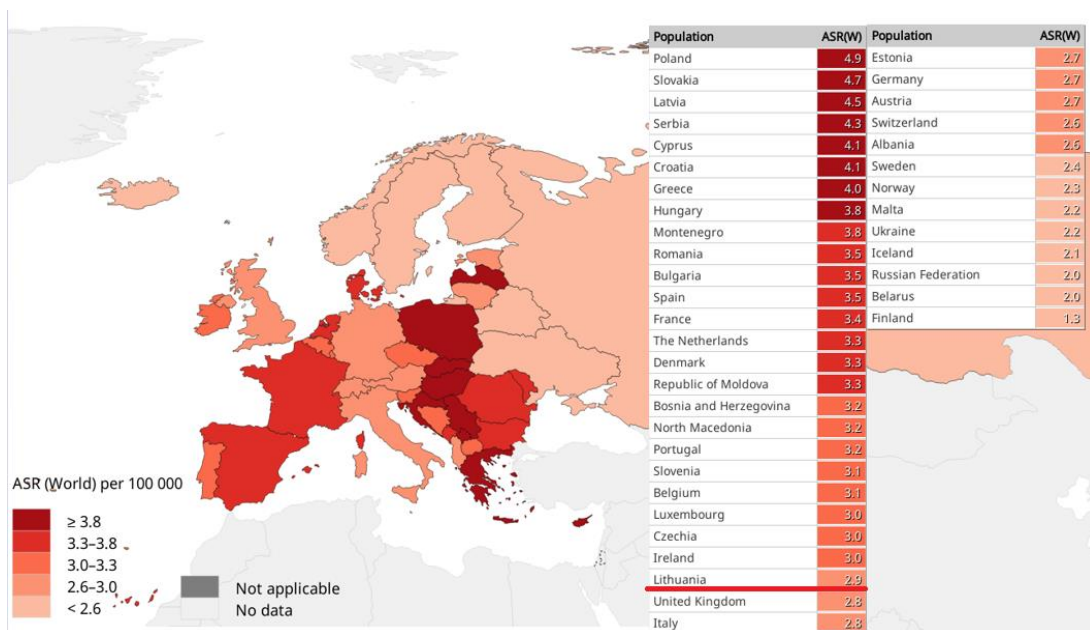 Population ASR(W)
Poland 4.9
Slovakia 4.7
Latvia 4.5
Serbia 4.3
Cyprus 4.1
Croatia 4.1
Greece 4.0
Hungary 3.8
Montenegro 3.8
Romania 3.5
Bulgaria 3.5
Spain 3.5
France 3.4
The Netherlands 3.3
Denmark 3.3
Republic of Moldova 3.3
Bosnia and Herzegovina 3.2
North Macedonia 3.2
Portugal 3.2
Slovenia 3.1
Belgium 3.1
Luxembourg 3.0
Czechia 3.0
Ireland 3.0
Lithuania 2.9
United Kingdom 2.8
Italy 2.8
Population ASR(W)
Estonia 2.7
Germany 2.7
Austria 2.7
Switzerland 2.6
Albania 2.6
Sweden 2.4
Norway 2.3
Malta 2.2
Ukraine 2.2
Iceland 2.1
Russian Federation 2.0
Belarus 2.0
Finland 1.3
ASR (World) per 100 000
≥ 3.8
3.3–3.8
3.0–3.3
2.6–3.0
< 2.6
Not applicable
No data